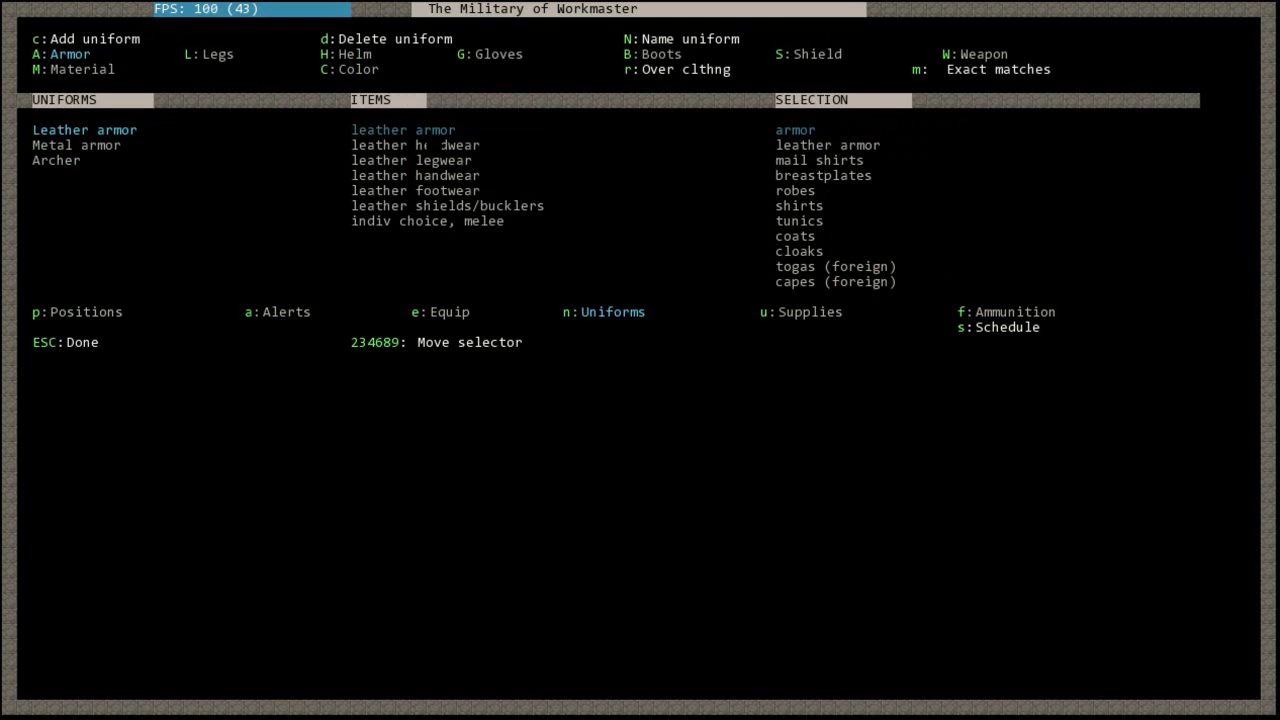 FPS: 100 (43) The Military of Workmaster
c:Add uniform d:Delete uniform N:Name uniform
A:Armor L:Legs H:Helm G:Gloves B:Boots S:Shield W:Weapon
M:Material C:Color r:Over clthng m: Exact matches
UNIFORMS ITEMS SELECTION
Leather armor leather armor armor
Metal armor leather he dwear leather armor
Archer leather legwear mail shirts
leather handwear breastplates
leather footwear robes
leather shields/bucklers shirts
indiv choice, melee tunics
coats
cloaks
togas (foreign)
capes (foreign)
p:Positions a:Alerts e:Equip n:Uniforms u:Supplies f:Ammunition
s:Schedule
ESC:Done 234689: Move selector